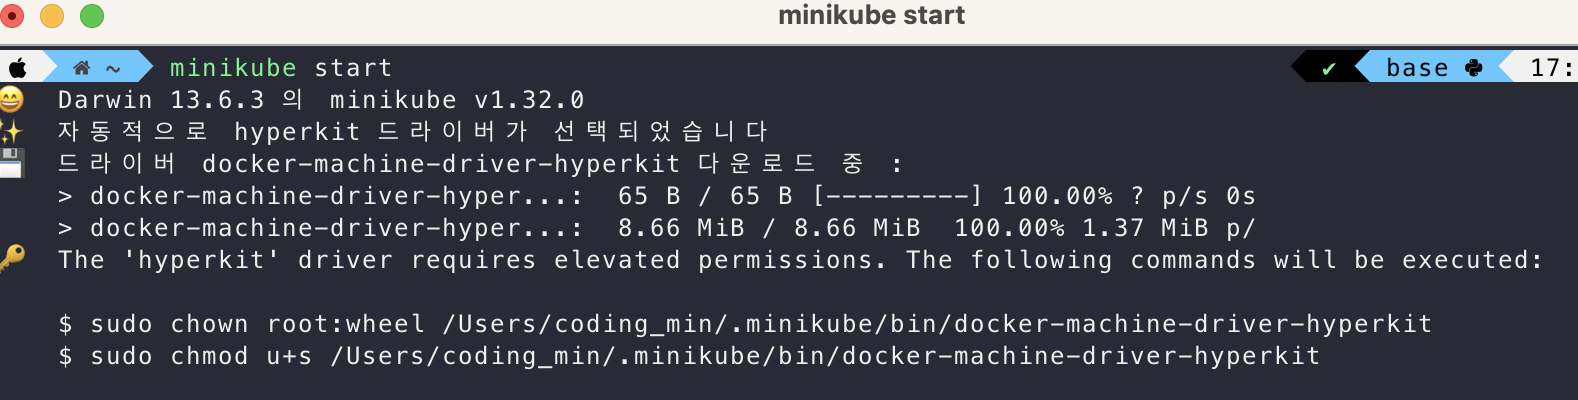 minikube start
~ minikube start ✔ base 17:
Darwin 13.6.3 의 minikube v1.32.0
자동적으로 hyperkit 드라이버가 선택되었습니다
드라이버 docker-machine-driver-hyperkit 다운로드 중 :
> docker-machine-driver-hyper...: 65 B / 65 B [---------] 100.00% ? p/s 0s
> docker-machine-driver-hyper...: 8.66 MiB / 8.66 MiB 100.00% 1.37 MiB p/
The 'hyperkit' driver requires elevated permissions. The following commands will be executed:
$ sudo chown root:wheel /Users/coding_min/.minikube/bin/docker-machine-driver-hyperkit
$ sudo chmod u+s /Users/coding_min/.minikube/bin/docker-machine-driver-hyperkit